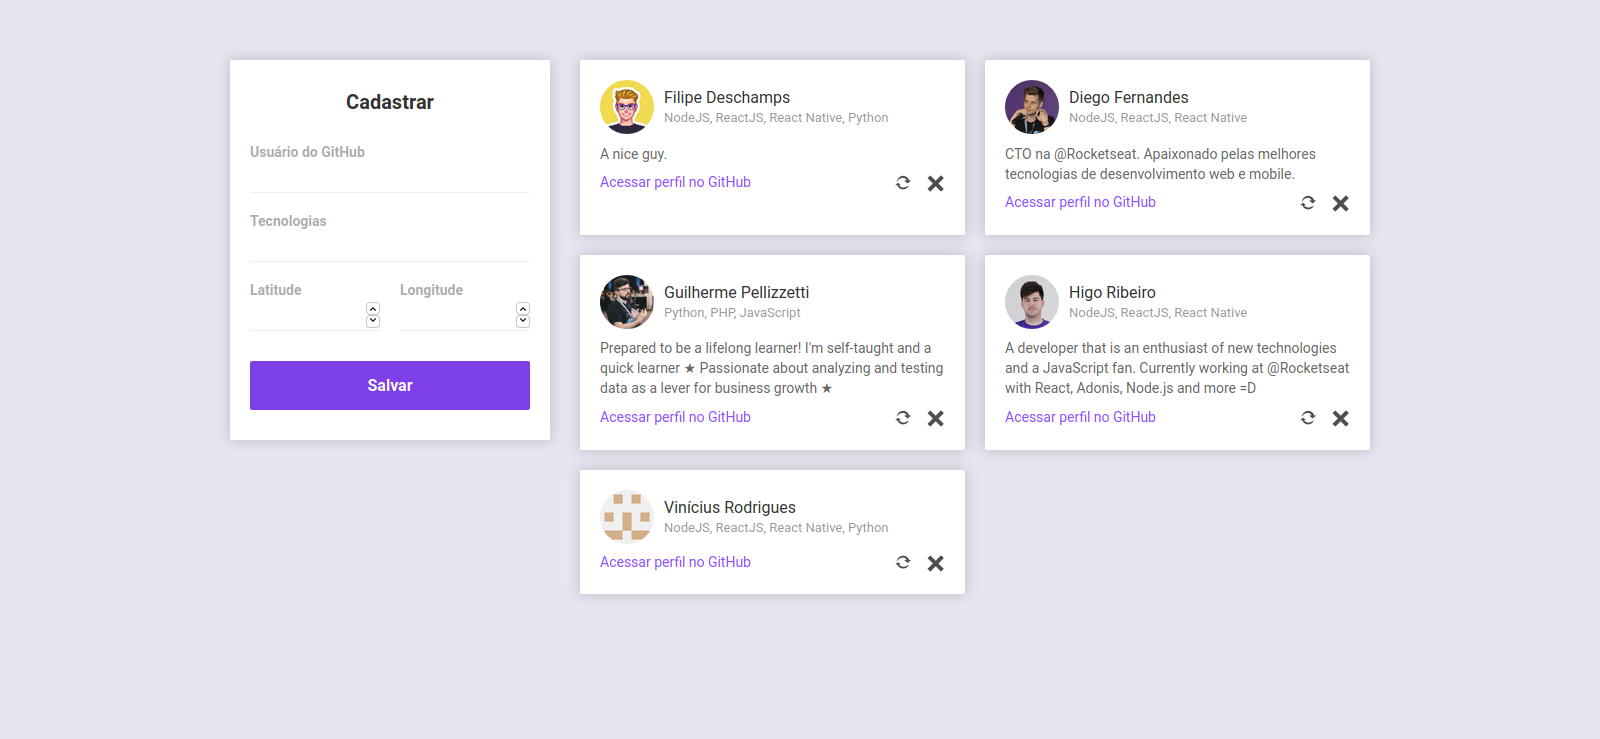 Cadastrar
Usuário do GitHub
Tecnologias
Latitude
Longitude
Salvar
Filipe Deschamps
NodeJS, ReactJS, React Native, Python
A nice guy.
Acessar perfil no GitHub
Diego Fernandes
NodeJS, ReactJS, React Native
CTO na @Rocketseat. Apaixonado pelas melhores
tecnologias de desenvolvimento web e mobile.
Acessar perfil no GitHub
Guilherme Pellizzetti
Python, PHP, JavaScript
Prepared to be a lifelong learner! I'm self-taught and a
quick learner ★ Passionate about analyzing and testing
data as a lever for business growth ★
Acessar perfil no GitHub
Higo Ribeiro
NodeJS, ReactJS, React Native
A developer that is an enthusiast of new technologies
and a JavaScript fan. Currently working at @Rocketseat
with React, Adonis, Node.js and more =D
Acessar perfil no GitHub
Vinícius Rodrigues
NodeJS, ReactJS, React Native, Python
Acessar perfil no GitHub